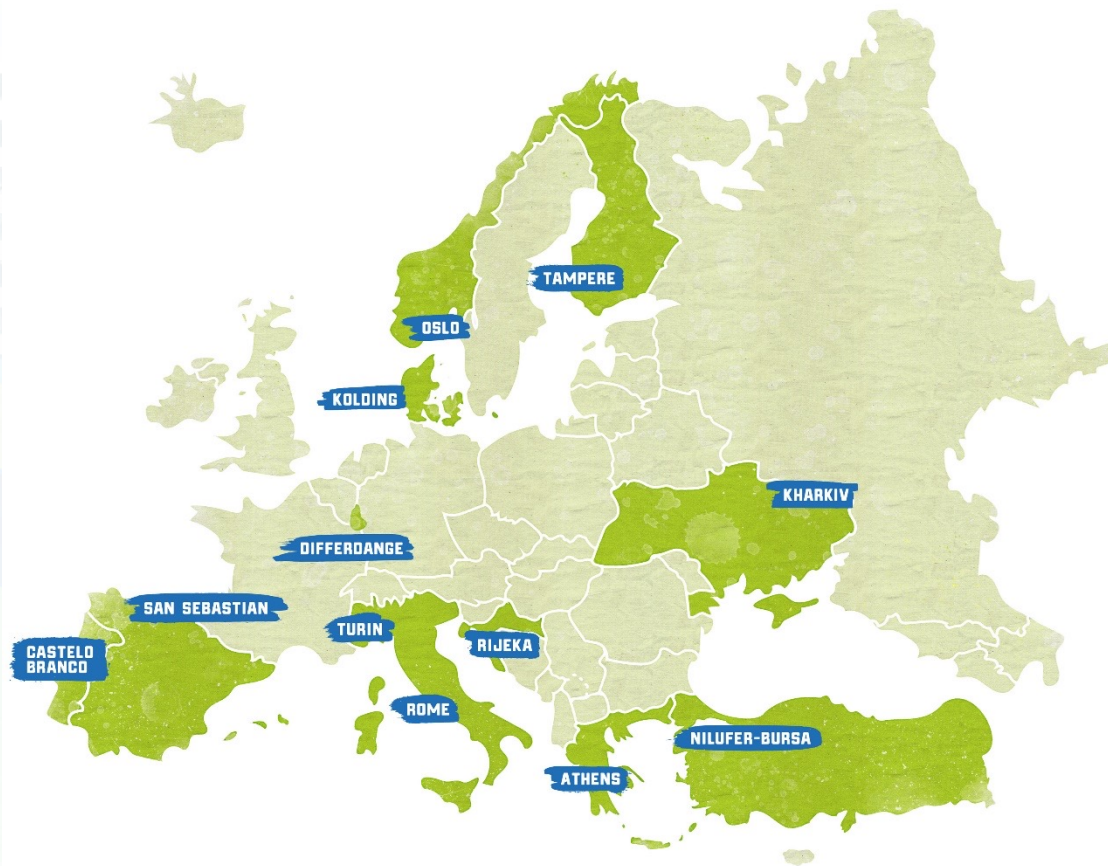 TAMPERE
OSLO
KOLDING
KHARKIV
DIFFERDANGE
SAN SEBASTIAN
TURIN
RIJEKA
CASTELO
BRANCO
ROME
NILUFER-BURSA
ATHENS